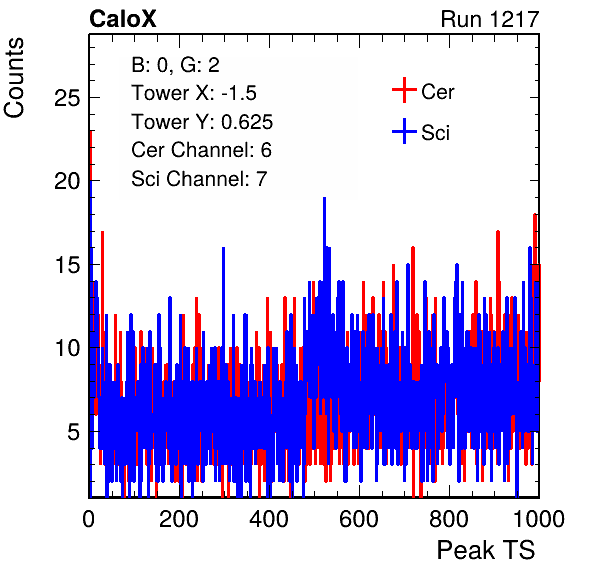 CaloX
Run 1217
Counts
B: 0, G: 2
Tower X: -1.5
Tower Y: 0.625
Cer Channel: 6
Sci Channel: 7
Cer
Sci
25
20
15
10
5
0
200
400
600
800
1000
Peak TS